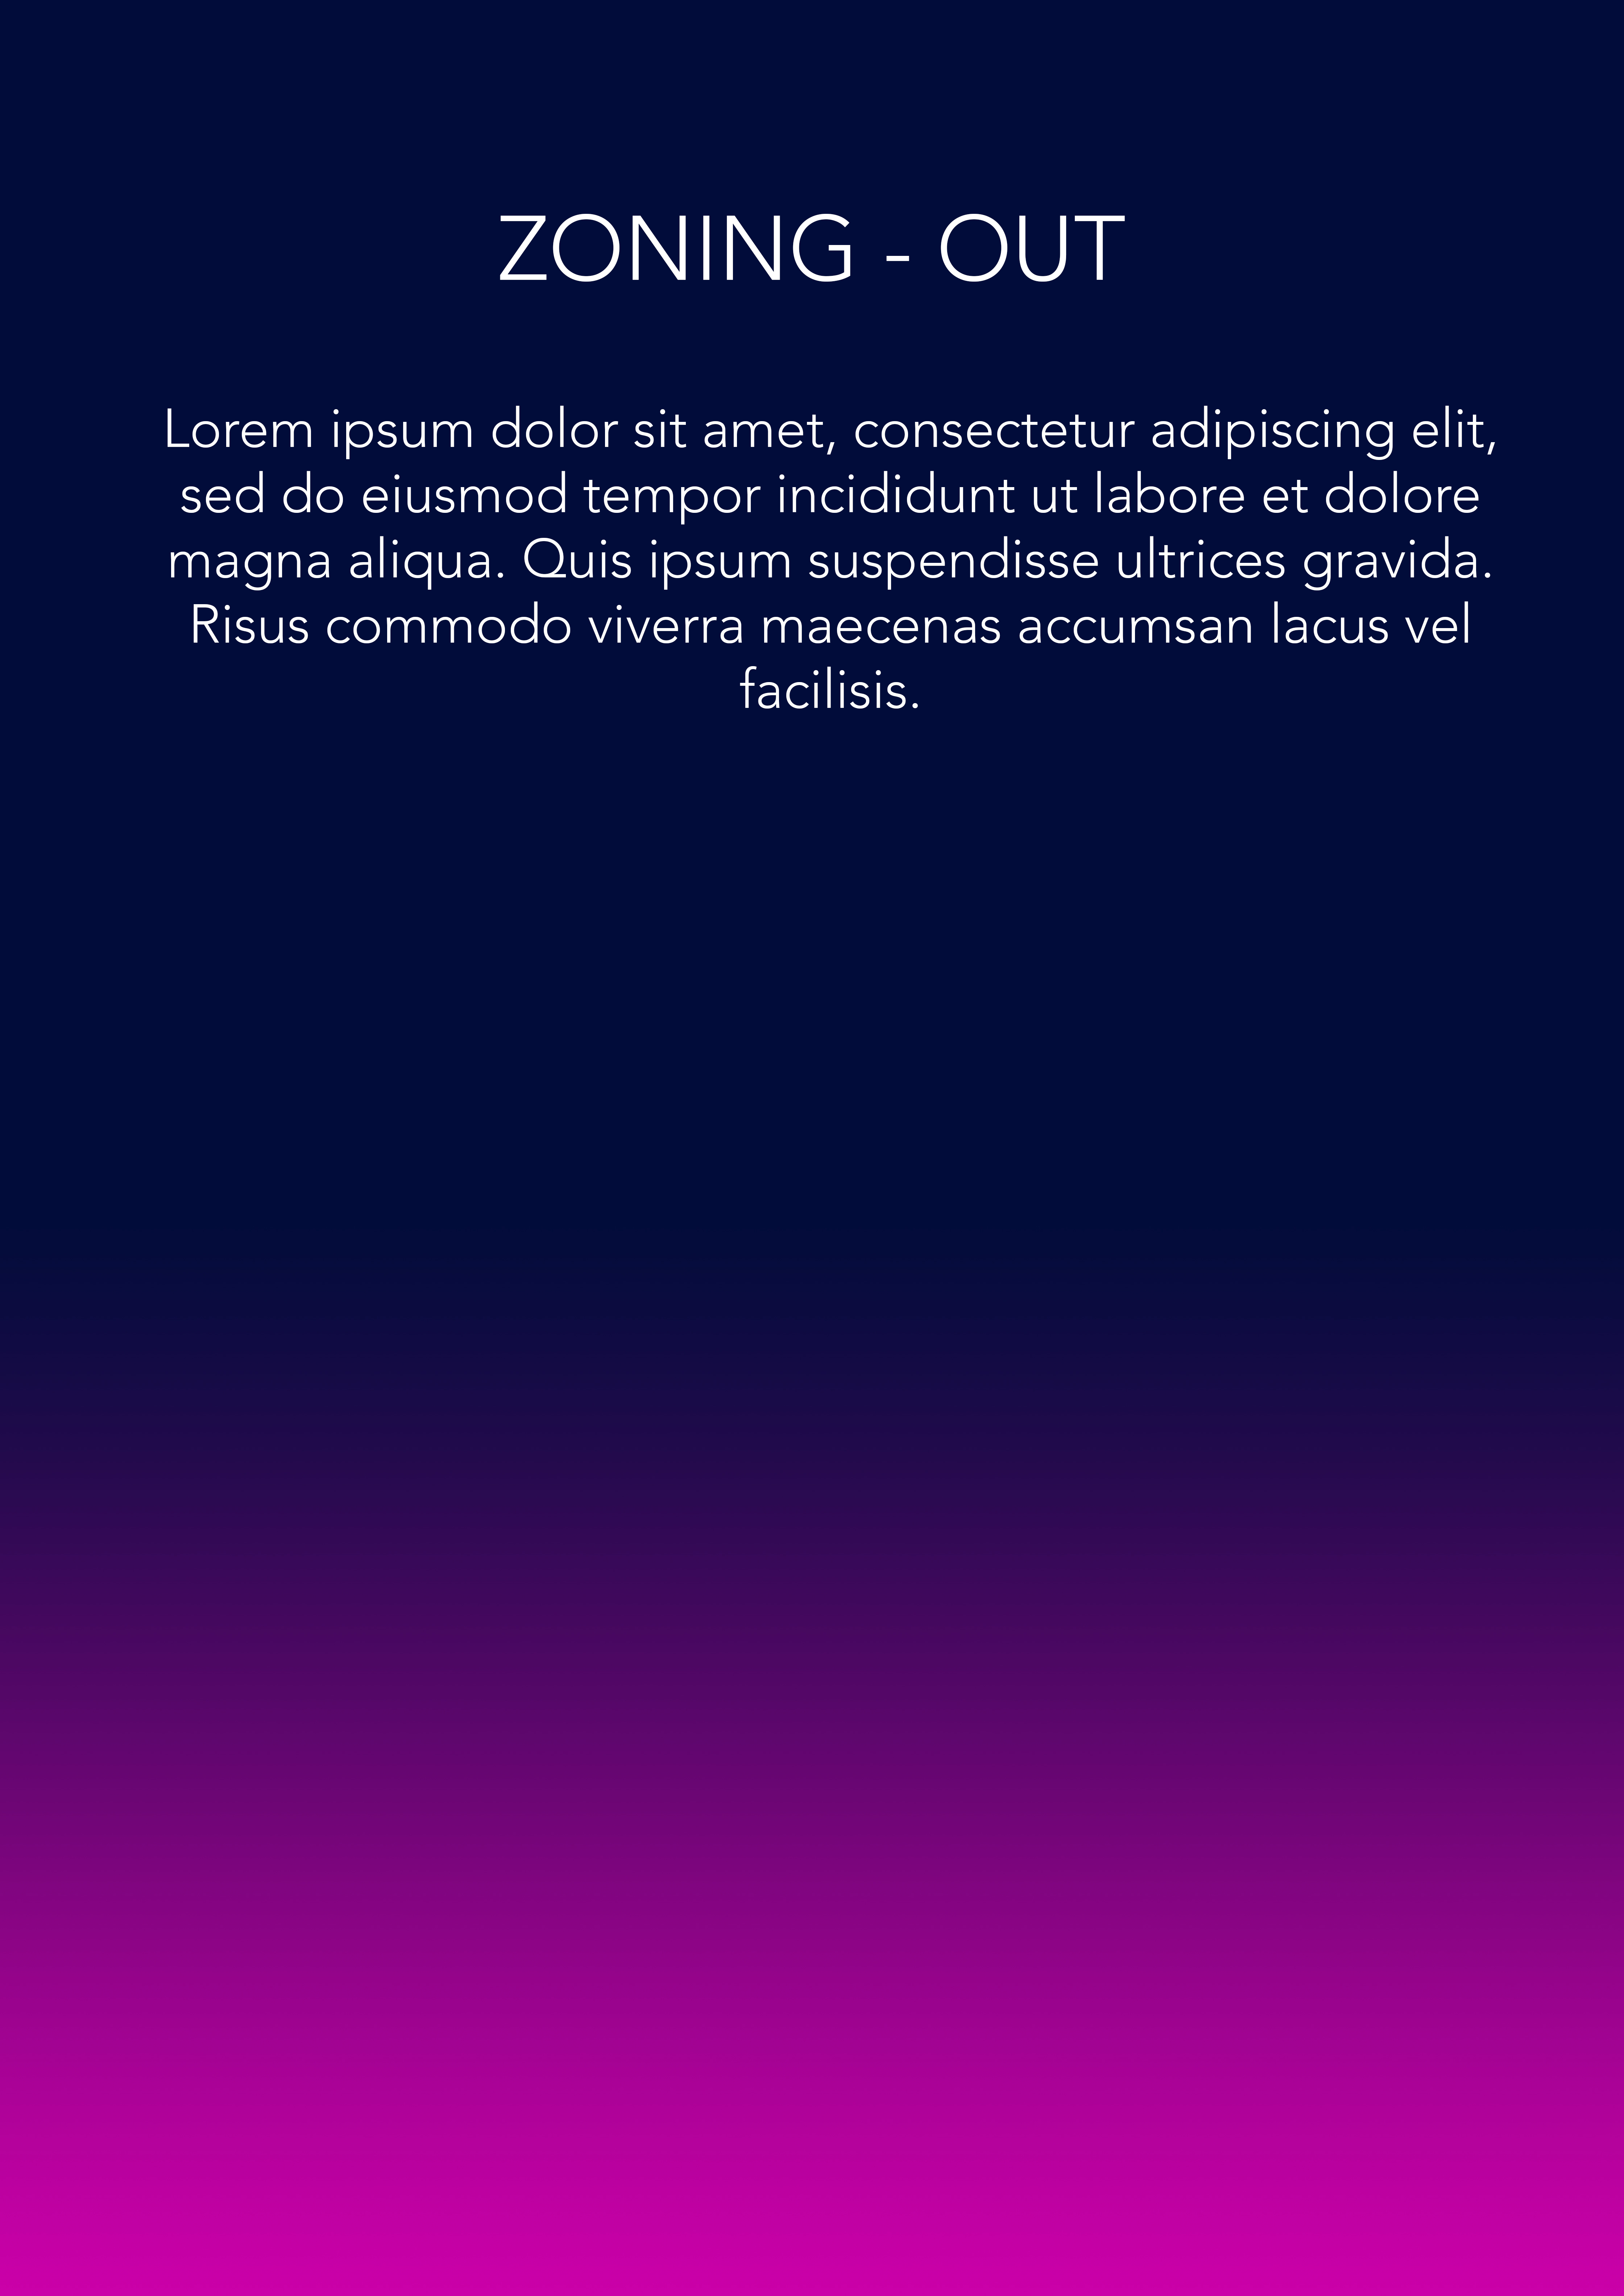 ZONING - OUT
Lorem ipsum dolor sit amet, consectetur adipiscing elit,
sed do eiusmod tempor incididunt ut labore et dolore
magna aliqua. Quis ipsum suspendisse ultrices gravida.
Risus commodo viverra maecenas accumsan lacus vel
facilisis.